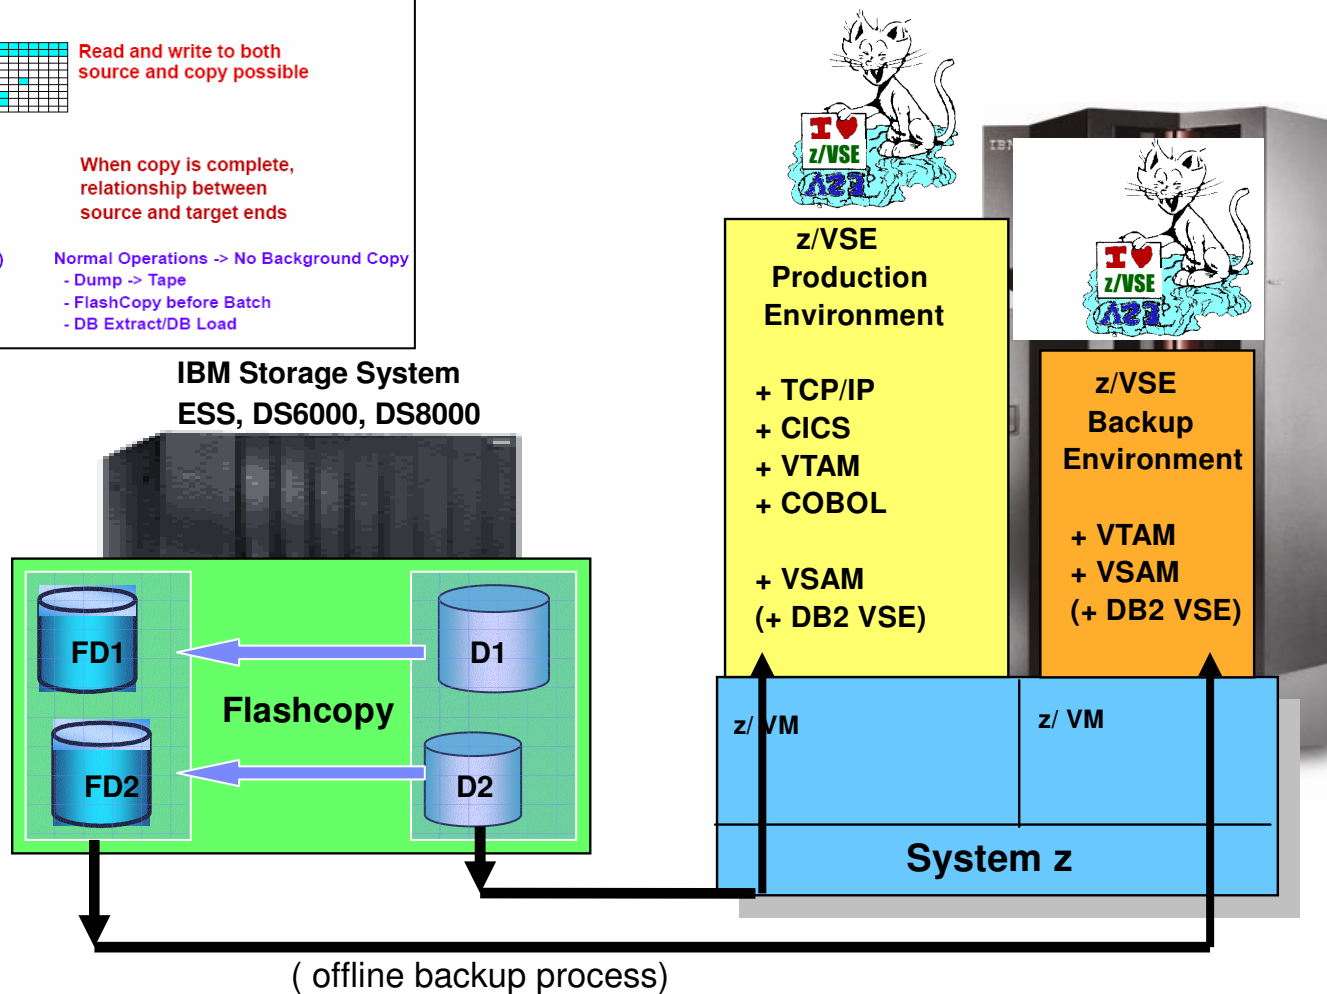 Read and write to both
source and copy possible
When copy is complete,
relationship between
source and target ends
)
Normal Operations -> No Background Copy
- Dump -> Tape
- FlashCopy before Batch
- DB Extract/DB Load
IBM Storage System
ESS, DS6000, DS8000
FD1
D1
Flashcopy
FD2
D2
( offline backup process)
I
z/VSE
z/VSE
Production
Environment
+ TCP/IP
+ CICS
+ VTAM
+ COBOL
+ VSAM
(+ DB2 VSE)
IBM
I
z/VSE
z/VSE
Backup
Environment
+ VTAM
+ VSAM
(+ DB2 VSE)
z/ VM
z/ VM
System z